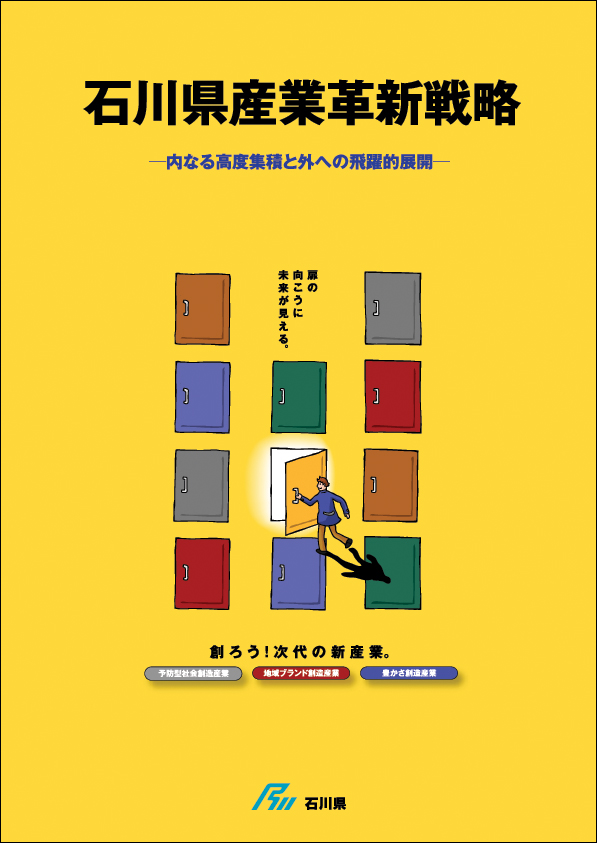 石川県産業革新戦略
─内なる高度集積と外への飛躍的展開─
扉の
向こうに
未来が見える。
創ろう！次代の新産業。
予防型社会創造産業
地域ブランド創造産業
豊かさ創造産業
石川県